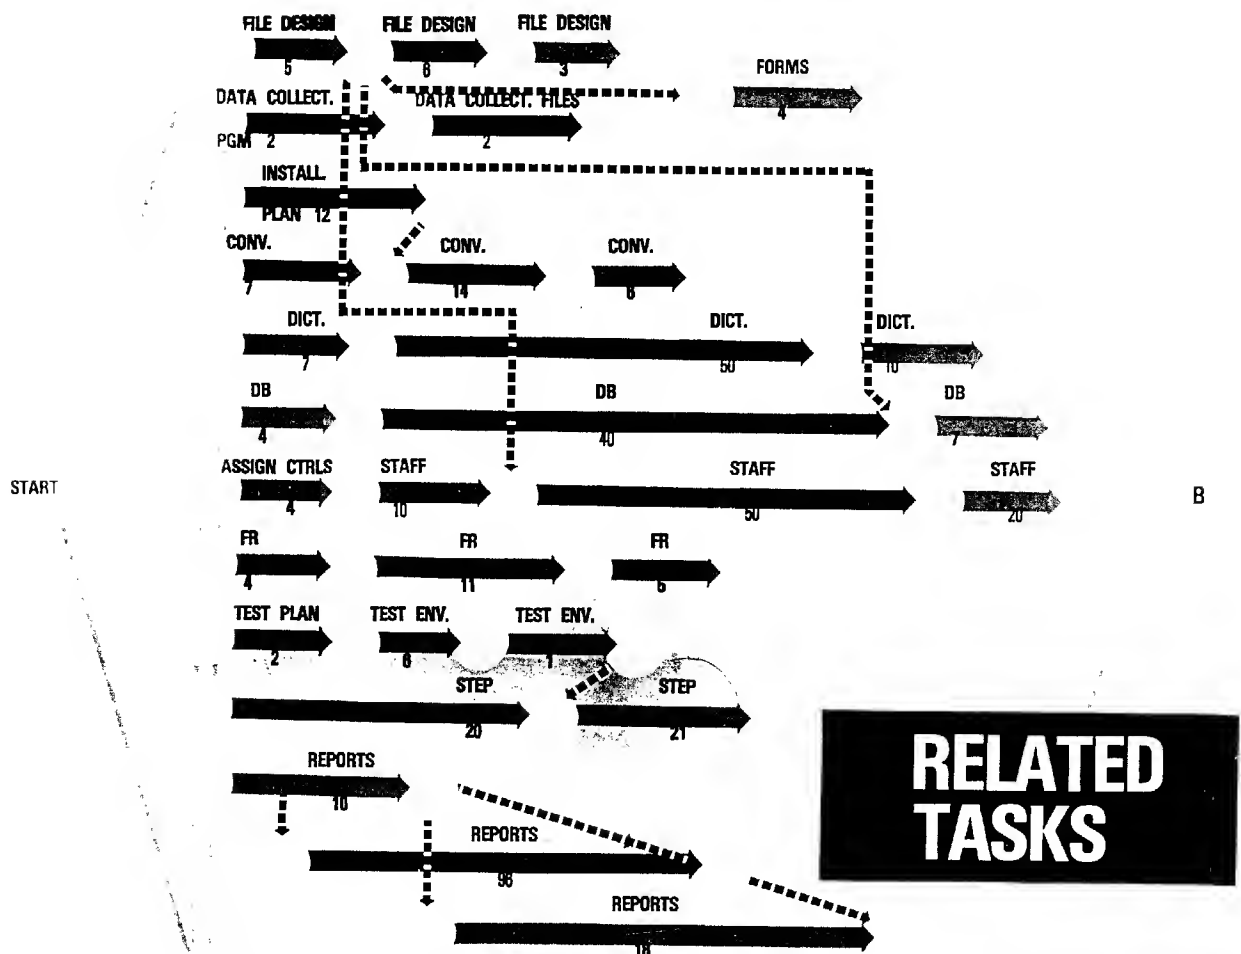 FILE DESIGN FILE DESIGN FILE DESIGN
5 6 3
FORMS
4
DATA COLLECT. DATA COLLECT. FILES
PGM 2 2
INSTALL.
PLAN 12
CONV. CONV. CONV.
7 14 8
DICT. DICT. DICT.
7 50 10
DB DB DB
4 40 7
ASSIGN CTRLS STAFF STAFF STAFF
4 10 50 20
START B
FR FR FR
4 11 5
TEST PLAN TEST ENV. TEST ENV.
2 6 1
STEP STEP
20 21
REPORTS
10
REPORTS
96
REPORTS
18
RELATED
TASKS